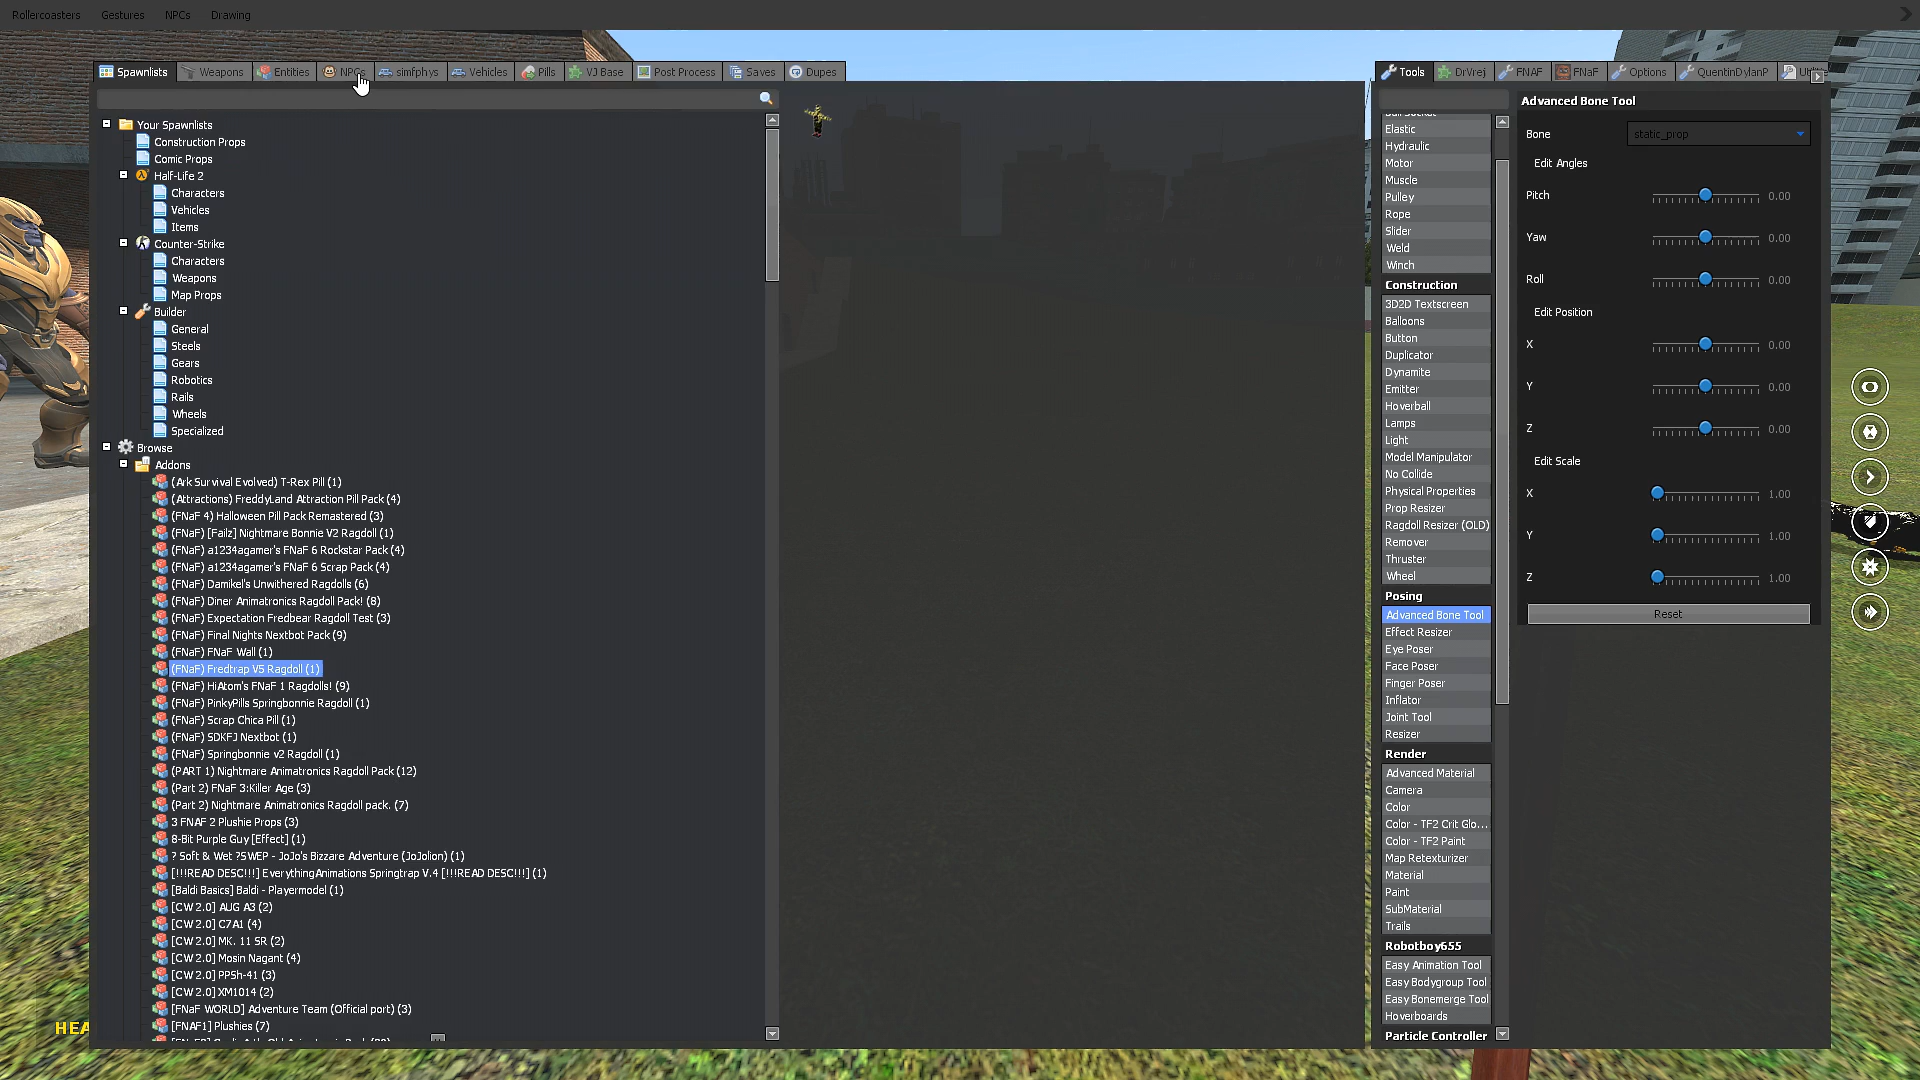 Rollercoasters Gestures NPCs Drawing
Spawnlists Weapons Entities NPCs simfphys Vehicles Pills VJ Base Post Process Saves Dupes
Your Spawnlists
Construction Props
Comic Props
Half-Life 2
Characters
Vehicles
Items
Counter-Strike
Characters
Weapons
Map Props
Builder
General
Steels
Gears
Robotics
Rails
Wheels
Specialized
Browse
Addons
(Ark Survival Evolved) T-Rex Pill (1)
(Attractions) FreddyLand Attraction Pill Pack (4)
(FNaF 4) Halloween Pill Pack Remastered (3)
(FNaF) [Failz] Nightmare Bonnie V2 Ragdoll (1)
(FNaF) a1234agamer's FNaF 6 Rockstar Pack (4)
(FNaF) a1234agamer's FNaF 6 Scrap Pack (4)
(FNaF) Damikel's Unwithered Ragdolls (6)
(FNaF) Diner Animatronics Ragdoll Pack! (8)
(FNaF) Expectation Fredbear Ragdoll Test (3)
(FNaF) Final Nights Nextbot Pack (9)
(FNaF) FNaF Wall (1)
(FNaF) Fredtrap V5 Ragdoll (1)
(FNaF) HiAtom's FNaF 1 Ragdolls! (9)
(FNaF) PinkyPills Springbonnie Ragdoll (1)
(FNaF) Scrap Chica Pill (1)
(FNaF) SDKFJ Nextbot (1)
(FNaF) Springbonnie v2 Ragdoll (1)
(PART 1) Nightmare Animatronics Ragdoll Pack (12)
(Part 2) FNaF 3:Killer Age (3)
(Part 2) Nightmare Animatronics Ragdoll pack. (7)
3 FNAF 2 Plushie Props (3)
8-Bit Purple Guy [Effect] (1)
? Soft & Wet ?SWEP - JoJo's Bizzare Adventure (JoJolion) (1)
[!!!READ DESC!!!] EverythingAnimations Springtrap V.4 [!!!READ DESC!!!] (1)
[Baldi Basics] Baldi - Playermodel (1)
[CW 2.0] AUG A3 (2)
[CW 2.0] C7A1 (4)
[CW 2.0] MK. 11 SR (2)
[CW 2.0] Mosin Nagant (4)
[CW 2.0] PPSh-41 (3)
[CW 2.0] XM1014 (2)
[FNaF WORLD] Adventure Team (Official port) (3)
[FNAF1] Plushies (7)
HEA
Tools DrVrej FNAF FNaF Options QuentinDylanP
Elastic
Hydraulic
Motor
Muscle
Pulley
Rope
Slider
Weld
Winch
Construction
3D2D Textscreen
Balloons
Button
Duplicator
Dynamite
Emitter
Hoverball
Lamps
Light
Model Manipulator
No Collide
Physical Properties
Prop Resizer
Ragdoll Resizer (OLD)
Remover
Thruster
Wheel
Posing
Advanced Bone Tool
Effect Resizer
Eye Poser
Face Poser
Finger Poser
Inflator
Joint Tool
Resizer
Render
Advanced Material
Camera
Color
Color - TF2 Crit Glo...
Color - TF2 Paint
Map Retexturizer
Material
Paint
SubMaterial
Trails
Robotboy655
Easy Animation Tool
Easy Bodygroup Tool
Easy Bonemerge Tool
Hoverboards
Particle Controller
Advanced Bone Tool
Bone static_prop
Edit Angles
Pitch 0.00
Yaw 0.00
Roll 0.00
Edit Position
X 0.00
Y 0.00
Z 0.00
Edit Scale
X 1.00
Y 1.00
Z 1.00
Reset